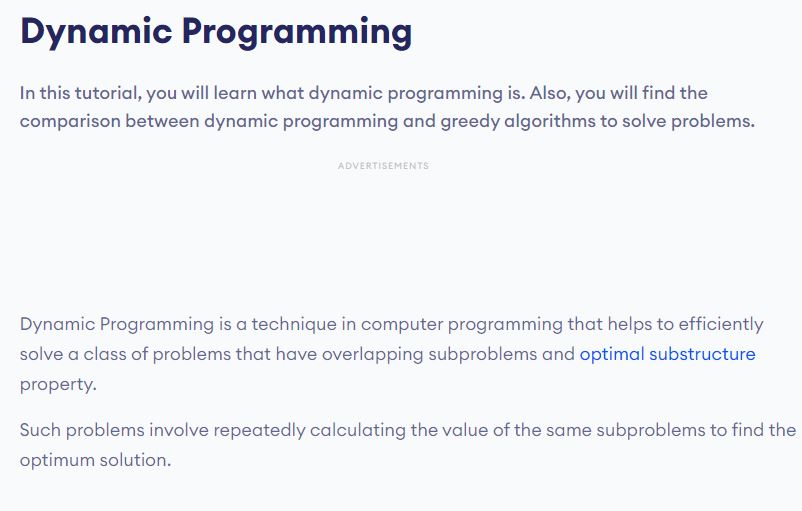 Dynamic Programming
In this tutorial, you will learn what dynamic programming is. Also, you will find the
comparison between dynamic programming and greedy algorithms to solve problems.
ADVERTISEMENTS
Dynamic Programming is a technique in computer programming that helps to efficiently
solve a class of problems that have overlapping subproblems and optimal substructure
property.
Such problems involve repeatedly calculating the value of the same subproblems to find the
optimum solution.